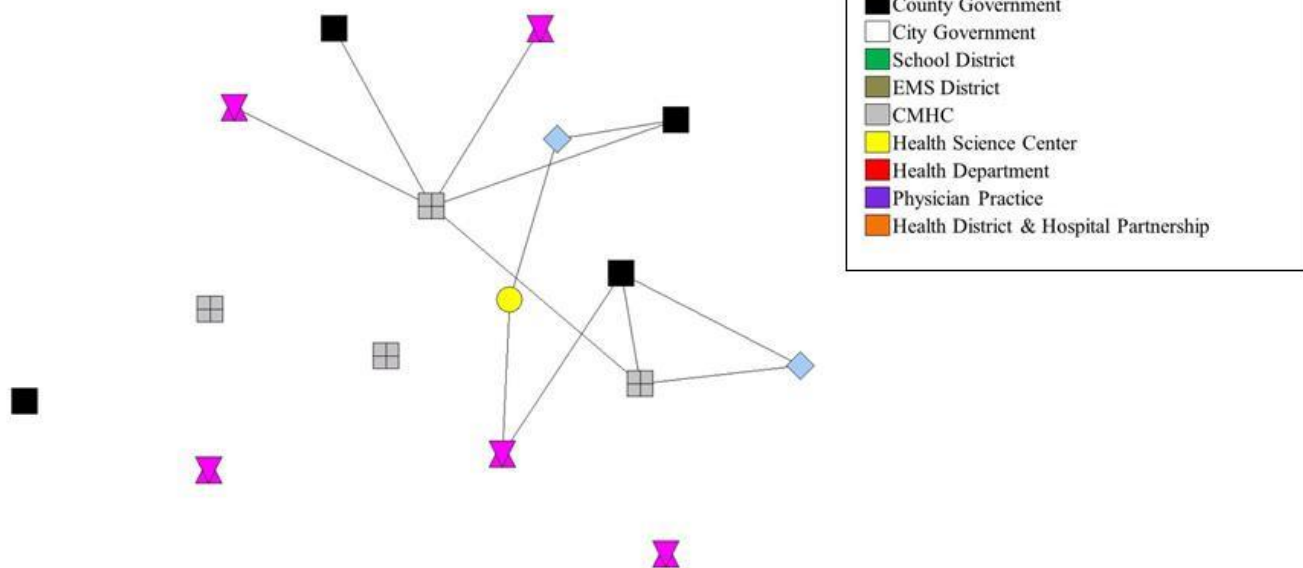 County Government
City Government
School District
EMS District
CMHC
Health Science Center
Health Department
Physician Practice
Health District & Hospital Partnership